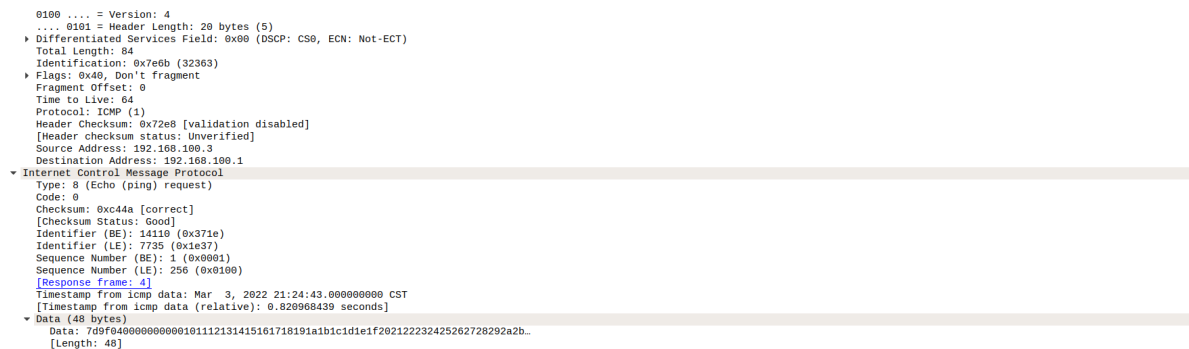 0100 .... = Version: 4
.... 0101 = Header Length: 20 bytes (5)
Differentiated Services Field: 0x00 (DSCP: CS0, ECN: Not-ECT)
Total Length: 84
Identification: 0x7e6b (32363)
Flags: 0x40, Don't fragment
Fragment Offset: 0
Time to Live: 64
Protocol: ICMP (1)
Header Checksum: 0x72e8 [validation disabled]
[Header checksum status: Unverified]
Source Address: 192.168.100.3
Destination Address: 192.168.100.1
Internet Control Message Protocol
Type: 8 (Echo (ping) request)
Code: 0
Checksum: 0xc44a [correct]
[Checksum Status: Good]
Identifier (BE): 14110 (0x371e)
Identifier (LE): 7735 (0x1e37)
Sequence Number (BE): 1 (0x0001)
Sequence Number (LE): 256 (0x0100)
[Response frame: 4]
Timestamp from icmp data: Mar  3, 2022 21:24:43.000000000 CST
[Timestamp from icmp data (relative): 0.820968439 seconds]
Data (48 bytes)
Data: 7d9f040000000000101112131415161718191a1b1c1d1e1f202122232425262728292a2b…
[Length: 48]